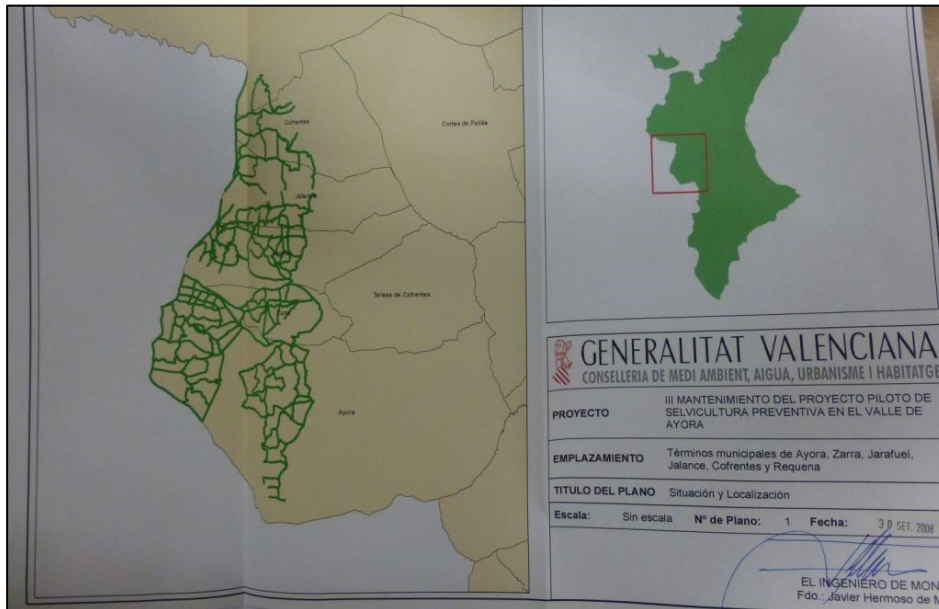 Cofrentes
Cortes de Pallás
Jalance
Teresa de Cofrentes
Zarra
Ayora
GENERALITAT VALENCIANA
CONSELLERIA DE MEDI AMBIENT, AIGUA, URBANISME I HABITATGE
PROYECTO
III MANTENIMIENTO DEL PROYECTO PILOTO DE
SELVICULTURA PREVENTIVA EN EL VALLE DE
AYORA
EMPLAZAMIENTO
Términos municipales de Ayora, Zarra, Jarafuel,
Jalance, Cofrentes y Requena
TITULO DEL PLANO Situación y Localización
Escala: Sin escala Nº de Plano: 1 Fecha: 30 SET. 2008
EL INGENIERO DE MON
Fdo.: Javier Hermoso de M